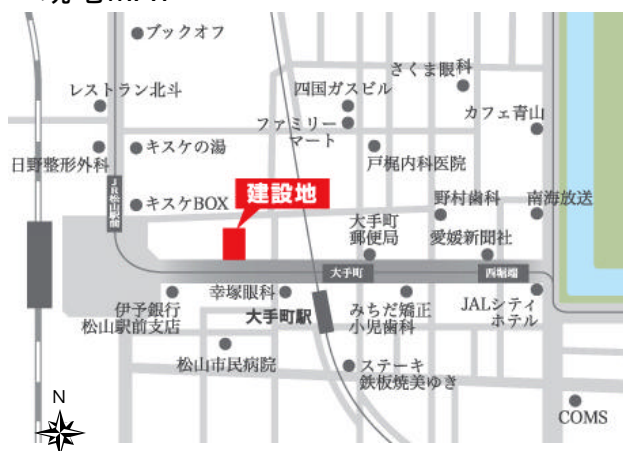 ブックオフ
さくま眼科
レストラン北斗
四国ガスビル
カフェ青山
ファミリー
マート
日野整形外科
キスケの湯
戸梶内科医院
JR松山駅前
キスケBOX
建設地
野村歯科
南海放送
大手町
郵便局
愛媛新聞社
大手町
西堀端
伊予銀行
松山駅前支店
幸塚眼科
大手町駅
みちだ矯正
小児歯科
JALシティ
ホテル
松山市民病院
ステーキ
鉄板焼美ゆき
N
COMS